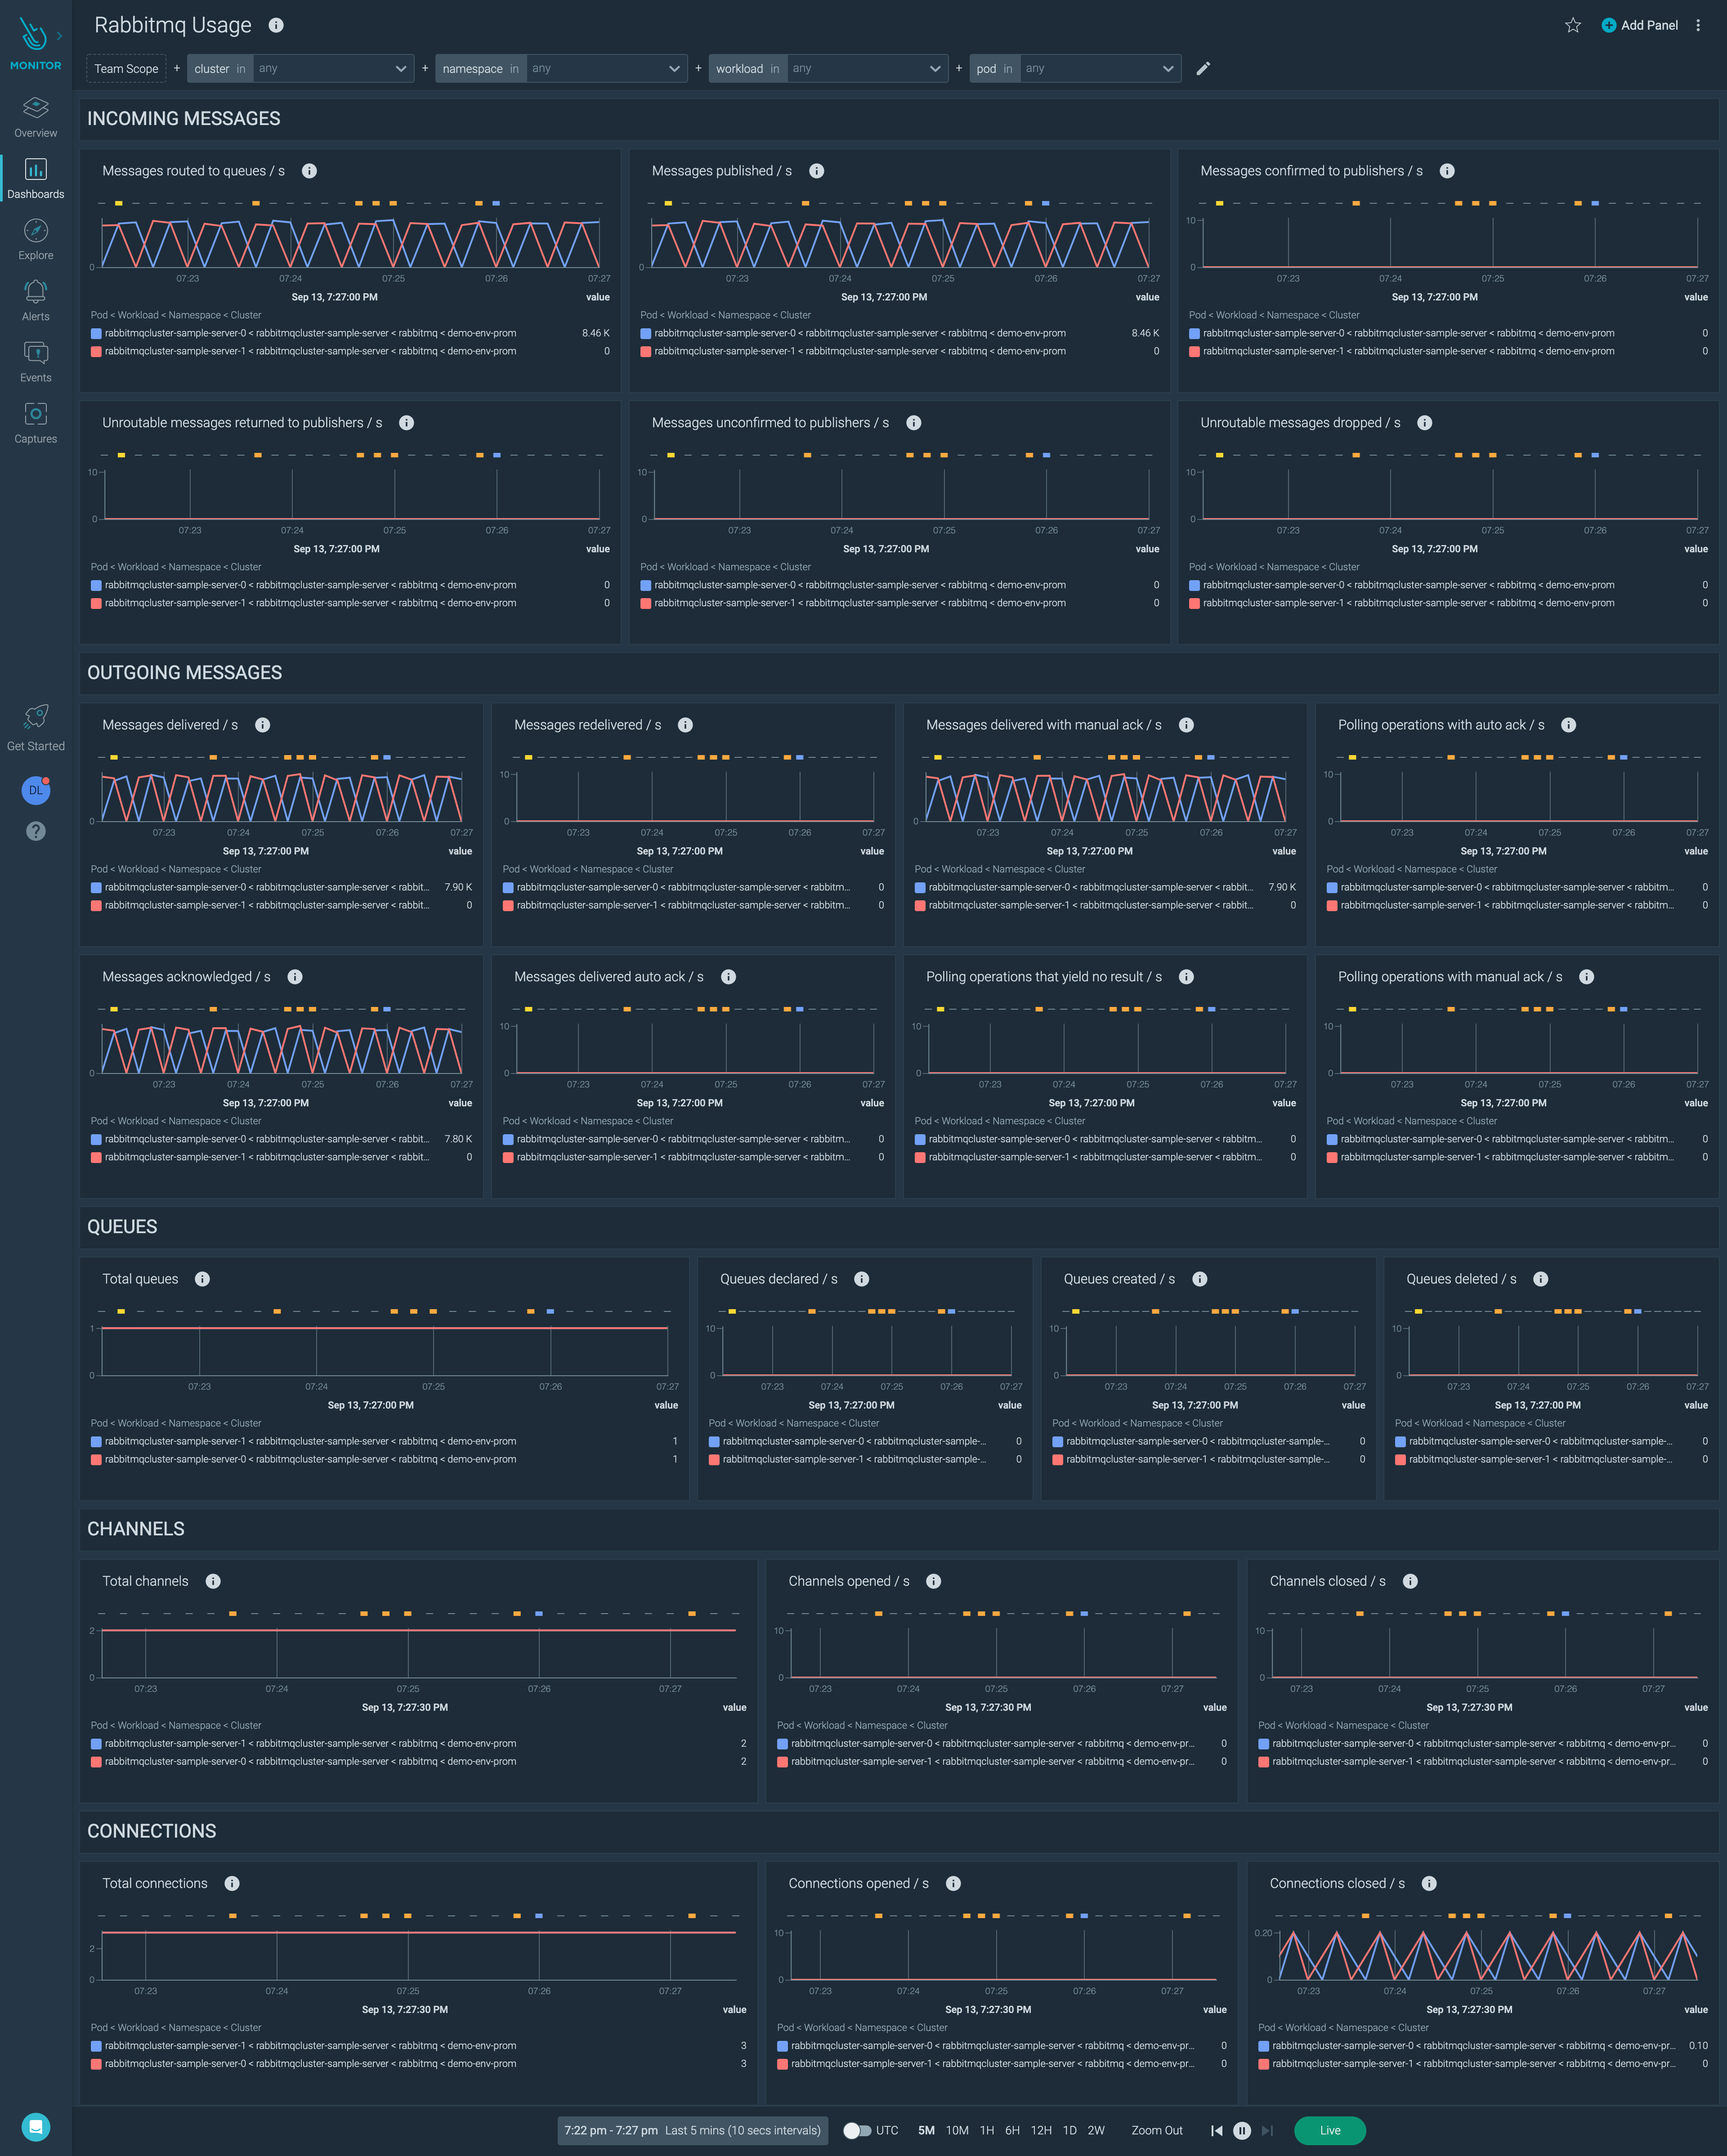 MONITOR
Overview
Dashboards
Explore
Alerts
Events
Captures
Get Started
DL
Rabbitmq Usage
Add Panel
Team Scope + cluster in any + namespace in any + workload in any + pod in any
INCOMING MESSAGES
Messages routed to queues / s
0
07:23 07:24 07:25 07:26 07:27
Sep 13, 7:27:00 PM value
Pod < Workload < Namespace < Cluster
rabbitmqcluster-sample-server-0 < rabbitmqcluster-sample-server < rabbitmq < demo-env-prom 8.46 K
rabbitmqcluster-sample-server-1 < rabbitmqcluster-sample-server < rabbitmq < demo-env-prom 0
Messages published / s
0
07:23 07:24 07:25 07:26 07:27
Sep 13, 7:27:00 PM value
Pod < Workload < Namespace < Cluster
rabbitmqcluster-sample-server-0 < rabbitmqcluster-sample-server < rabbitmq < demo-env-prom 8.46 K
rabbitmqcluster-sample-server-1 < rabbitmqcluster-sample-server < rabbitmq < demo-env-prom 0
Messages confirmed to publishers / s
10
0
07:23 07:24 07:25 07:26 07:27
Sep 13, 7:27:00 PM value
Pod < Workload < Namespace < Cluster
rabbitmqcluster-sample-server-0 < rabbitmqcluster-sample-server < rabbitmq < demo-env-prom 0
rabbitmqcluster-sample-server-1 < rabbitmqcluster-sample-server < rabbitmq < demo-env-prom 0
Unroutable messages returned to publishers / s
10
0
07:23 07:24 07:25 07:26 07:27
Sep 13, 7:27:00 PM value
Pod < Workload < Namespace < Cluster
rabbitmqcluster-sample-server-0 < rabbitmqcluster-sample-server < rabbitmq < demo-env-prom 0
rabbitmqcluster-sample-server-1 < rabbitmqcluster-sample-server < rabbitmq < demo-env-prom 0
Messages unconfirmed to publishers / s
10
0
07:23 07:24 07:25 07:26 07:27
Sep 13, 7:27:00 PM value
Pod < Workload < Namespace < Cluster
rabbitmqcluster-sample-server-0 < rabbitmqcluster-sample-server < rabbitmq < demo-env-prom 0
rabbitmqcluster-sample-server-1 < rabbitmqcluster-sample-server < rabbitmq < demo-env-prom 0
Unroutable messages dropped / s
10
0
07:23 07:24 07:25 07:26 07:27
Sep 13, 7:27:00 PM value
Pod < Workload < Namespace < Cluster
rabbitmqcluster-sample-server-0 < rabbitmqcluster-sample-server < rabbitmq < demo-env-prom 0
rabbitmqcluster-sample-server-1 < rabbitmqcluster-sample-server < rabbitmq < demo-env-prom 0
OUTGOING MESSAGES
Messages delivered / s
0
07:23 07:24 07:25 07:26 07:27
Sep 13, 7:27:00 PM value
Pod < Workload < Namespace < Cluster
rabbitmqcluster-sample-server-0 < rabbitmqcluster-sample-server < rabbit... 7.90 K
rabbitmqcluster-sample-server-1 < rabbitmqcluster-sample-server < rabbit... 0
Messages redelivered / s
10
0
07:23 07:24 07:25 07:26 07:27
Sep 13, 7:27:00 PM value
Pod < Workload < Namespace < Cluster
rabbitmqcluster-sample-server-0 < rabbitmqcluster-sample-server < rabbitm... 0
rabbitmqcluster-sample-server-1 < rabbitmqcluster-sample-server < rabbitm... 0
Messages delivered with manual ack / s
0
07:23 07:24 07:25 07:26 07:27
Sep 13, 7:27:00 PM value
Pod < Workload < Namespace < Cluster
rabbitmqcluster-sample-server-0 < rabbitmqcluster-sample-server < rabbit... 7.90 K
rabbitmqcluster-sample-server-1 < rabbitmqcluster-sample-server < rabbit... 0
Polling operations with auto ack / s
10
0
07:23 07:24 07:25 07:26 07:27
Sep 13, 7:27:00 PM value
Pod < Workload < Namespace < Cluster
rabbitmqcluster-sample-server-0 < rabbitmqcluster-sample-server < rabbitm... 0
rabbitmqcluster-sample-server-1 < rabbitmqcluster-sample-server < rabbitm... 0
Messages acknowledged / s
0
07:23 07:24 07:25 07:26 07:27
Sep 13, 7:27:00 PM value
Pod < Workload < Namespace < Cluster
rabbitmqcluster-sample-server-0 < rabbitmqcluster-sample-server < rabbit... 7.80 K
rabbitmqcluster-sample-server-1 < rabbitmqcluster-sample-server < rabbit... 0
Messages delivered auto ack / s
10
0
07:23 07:24 07:25 07:26 07:27
Sep 13, 7:27:00 PM value
Pod < Workload < Namespace < Cluster
rabbitmqcluster-sample-server-0 < rabbitmqcluster-sample-server < rabbitm... 0
rabbitmqcluster-sample-server-1 < rabbitmqcluster-sample-server < rabbitm... 0
Polling operations that yield no result / s
10
0
07:23 07:24 07:25 07:26 07:27
Sep 13, 7:27:00 PM value
Pod < Workload < Namespace < Cluster
rabbitmqcluster-sample-server-0 < rabbitmqcluster-sample-server < rabbitm... 0
rabbitmqcluster-sample-server-1 < rabbitmqcluster-sample-server < rabbitm... 0
Polling operations with manual ack / s
10
0
07:23 07:24 07:25 07:26 07:27
Sep 13, 7:27:00 PM value
Pod < Workload < Namespace < Cluster
rabbitmqcluster-sample-server-0 < rabbitmqcluster-sample-server < rabbitm... 0
rabbitmqcluster-sample-server-1 < rabbitmqcluster-sample-server < rabbitm... 0
QUEUES
Total queues
1
0
07:23 07:24 07:25 07:26 07:27
Sep 13, 7:27:00 PM value
Pod < Workload < Namespace < Cluster
rabbitmqcluster-sample-server-1 < rabbitmqcluster-sample-server < rabbitmq < demo-env-prom 1
rabbitmqcluster-sample-server-0 < rabbitmqcluster-sample-server < rabbitmq < demo-env-prom 1
Queues declared / s
10
0
07:23 07:24 07:25 07:26 07:27
Sep 13, 7:27:00 PM value
Pod < Workload < Namespace < Cluster
rabbitmqcluster-sample-server-0 < rabbitmqcluster-sample-... 0
rabbitmqcluster-sample-server-1 < rabbitmqcluster-sample-... 0
Queues created / s
10
0
07:23 07:24 07:25 07:26 07:27
Sep 13, 7:27:00 PM value
Pod < Workload < Namespace < Cluster
rabbitmqcluster-sample-server-0 < rabbitmqcluster-sample-... 0
rabbitmqcluster-sample-server-1 < rabbitmqcluster-sample-... 0
Queues deleted / s
10
0
07:23 07:24 07:25 07:26 07:27
Sep 13, 7:27:00 PM value
Pod < Workload < Namespace < Cluster
rabbitmqcluster-sample-server-0 < rabbitmqcluster-sample-... 0
rabbitmqcluster-sample-server-1 < rabbitmqcluster-sample-... 0
CHANNELS
Total channels
2
0
07:23 07:24 07:25 07:26 07:27
Sep 13, 7:27:30 PM value
Pod < Workload < Namespace < Cluster
rabbitmqcluster-sample-server-1 < rabbitmqcluster-sample-server < rabbitmq < demo-env-prom 2
rabbitmqcluster-sample-server-0 < rabbitmqcluster-sample-server < rabbitmq < demo-env-prom 2
Channels opened / s
10
0
07:23 07:24 07:25 07:26 07:27
Sep 13, 7:27:30 PM value
Pod < Workload < Namespace < Cluster
rabbitmqcluster-sample-server-0 < rabbitmqcluster-sample-server < rabbitmq < demo-env-pr... 0
rabbitmqcluster-sample-server-1 < rabbitmqcluster-sample-server < rabbitmq < demo-env-pr... 0
Channels closed / s
10
0
07:23 07:24 07:25 07:26 07:27
Sep 13, 7:27:30 PM value
Pod < Workload < Namespace < Cluster
rabbitmqcluster-sample-server-0 < rabbitmqcluster-sample-server < rabbitmq < demo-env-pr... 0
rabbitmqcluster-sample-server-1 < rabbitmqcluster-sample-server < rabbitmq < demo-env-pr... 0
CONNECTIONS
Total connections
2
0
07:23 07:24 07:25 07:26 07:27
Sep 13, 7:27:30 PM value
Pod < Workload < Namespace < Cluster
rabbitmqcluster-sample-server-1 < rabbitmqcluster-sample-server < rabbitmq < demo-env-prom 3
rabbitmqcluster-sample-server-0 < rabbitmqcluster-sample-server < rabbitmq < demo-env-prom 3
Connections opened / s
10
0
07:23 07:24 07:25 07:26 07:27
Sep 13, 7:27:30 PM value
Pod < Workload < Namespace < Cluster
rabbitmqcluster-sample-server-0 < rabbitmqcluster-sample-server < rabbitmq < demo-env-pr... 0
rabbitmqcluster-sample-server-1 < rabbitmqcluster-sample-server < rabbitmq < demo-env-pr... 0
Connections closed / s
0.20
0
07:23 07:24 07:25 07:26 07:27
Sep 13, 7:27:30 PM value
Pod < Workload < Namespace < Cluster
rabbitmqcluster-sample-server-0 < rabbitmqcluster-sample-server < rabbitmq < demo-env-pr... 0.10
rabbitmqcluster-sample-server-1 < rabbitmqcluster-sample-server < rabbitmq < demo-env-pr... 0
7:22 pm - 7:27 pm Last 5 mins (10 secs intervals) UTC 5M 10M 1H 6H 12H 1D 2W Zoom Out Live